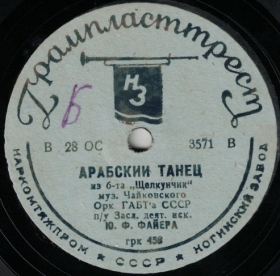 Грампласттрест
НЗ
Б
В 28 ОС 3571 В
АРАБСКИЙ ТАНЕЦ
из б-та „Щелкунчик"
муз. Чайковского
Орк ГАБТ'а СССР
п/у Засл. деят. иск.
Ю. Ф. ФАЙЕРА
грк 458
НАРКОМТЯЖПРОМ ★ СССР ★ НОГИНСКИЙ ЗАВОД